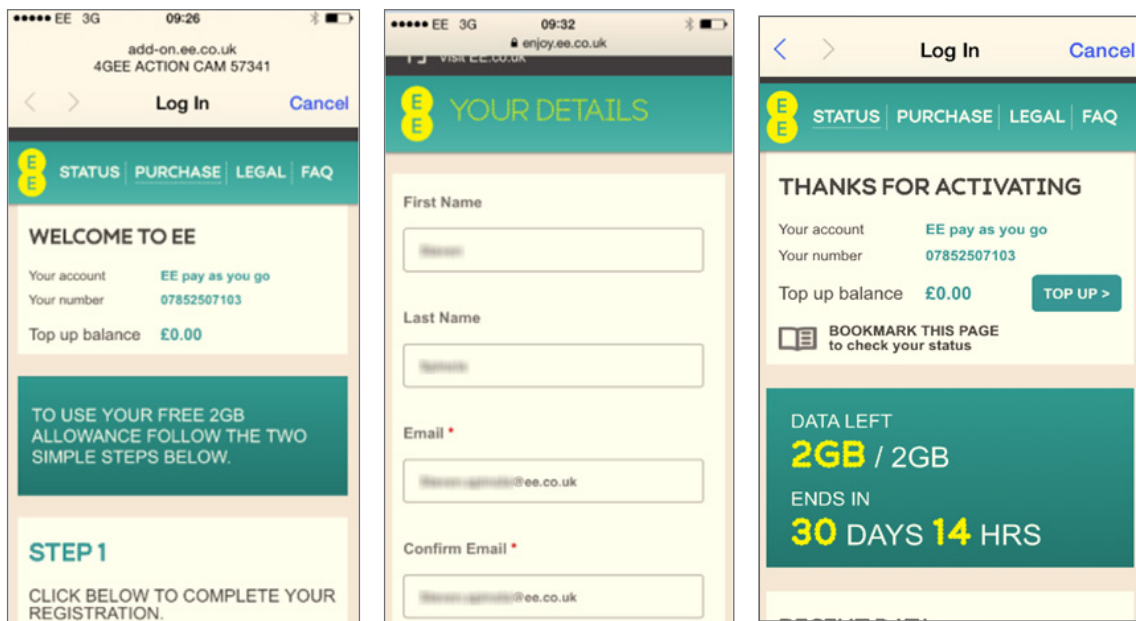 EE 3G 09:26
add-on.ee.co.uk
4GEE ACTION CAM 57341
< > Log In Cancel
EE STATUS PURCHASE LEGAL FAQ
WELCOME TO EE
Your account EE pay as you go
Your number 07852507103
Top up balance £0.00
TO USE YOUR FREE 2GB
ALLOWANCE FOLLOW THE TWO
SIMPLE STEPS BELOW.
STEP 1
CLICK BELOW TO COMPLETE YOUR
REGISTRATION.
EE 3G 09:32
enjoy.ee.co.uk
Visit EE.co.uk
EE YOUR DETAILS
First Name
Last Name
Email *
@ee.co.uk
Confirm Email *
@ee.co.uk
< > Log In Cancel
EE STATUS PURCHASE LEGAL FAQ
THANKS FOR ACTIVATING
Your account EE pay as you go
Your number 07852507103
Top up balance £0.00 TOP UP >
BOOKMARK THIS PAGE
to check your status
DATA LEFT
2GB / 2GB
ENDS IN
30 DAYS 14 HRS